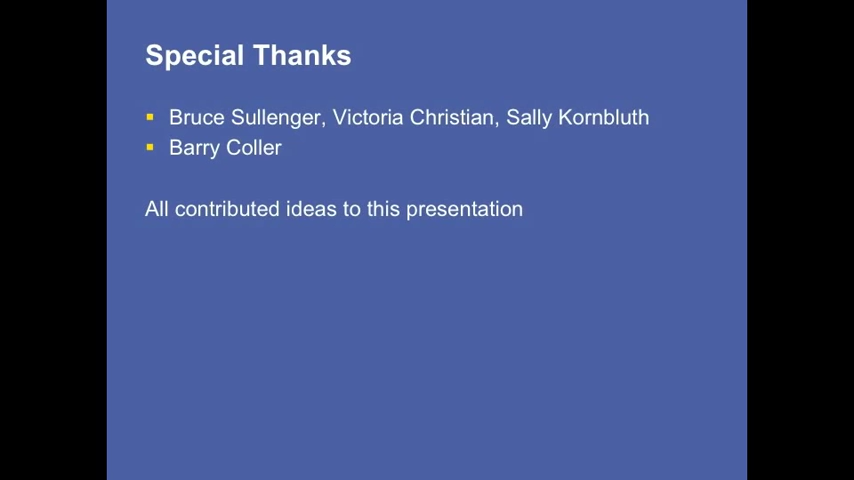 Special Thanks
▪ Bruce Sullenger, Victoria Christian, Sally Kornbluth
▪ Barry Coller
All contributed ideas to this presentation